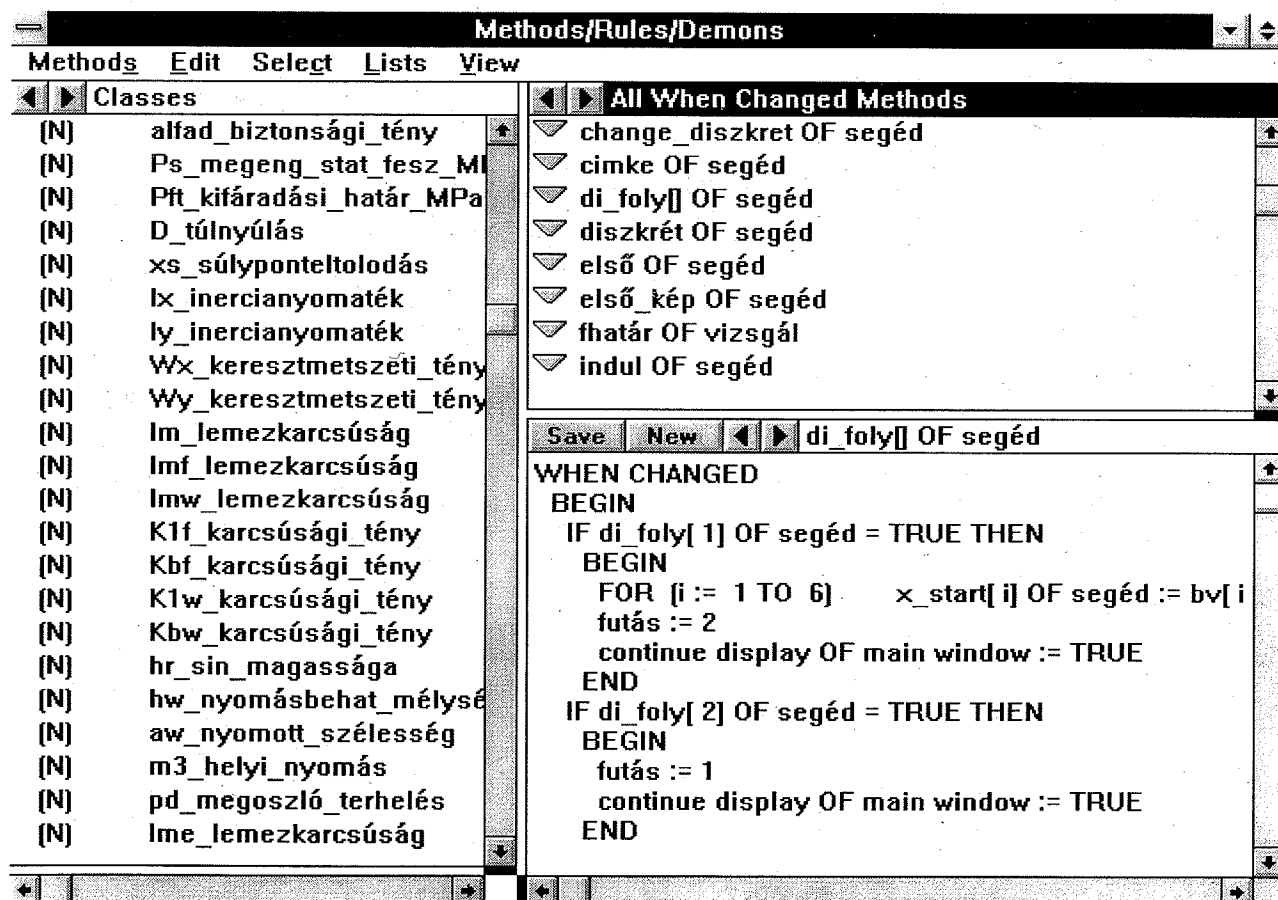 Methods/Rules/Demons
Methods Edit Select Lists View
Classes
(N) alfad_biztonsági_tény
(N) Ps_megeng_stat_fesz_MI
(N) Pft_kifáradási_határ_MPa
(N) D_túlnyúlás
(N) xs_súlyponteltolodás
(N) Ix_inercianyomaték
(N) Iy_inercianyomaték
(N) Wx_keresztmetszeti_tény
(N) Wy_keresztmetszeti_tény
(N) lm_lemezkarcsúság
(N) lmf_lemezkarcsúság
(N) lmw_lemezkarcsúság
(N) K1f_karcsúsági_tény
(N) Kbf_karcsúsági_tény
(N) K1w_karcsúsági_tény
(N) Kbw_karcsúsági_tény
(N) hr_sin_magassága
(N) hw_nyomásbehat_mélysé
(N) aw_nyomott_szélesség
(N) m3_helyi_nyomás
(N) pd_megoszló_terhelés
(N) lme_lemezkarcsúság
All When Changed Methods
change_diszkret OF segéd
cimke OF segéd
di_foly[] OF segéd
diszkrét OF segéd
első OF segéd
első_kép OF segéd
fhatár OF vizsgál
indul OF segéd
Save New di_foly[] OF segéd
WHEN CHANGED
BEGIN
IF di_foly[ 1] OF segéd = TRUE THEN
BEGIN
FOR (i := 1 TO 6) x_start[ i] OF segéd := bv[ i
futás := 2
continue display OF main window := TRUE
END
IF di_foly[ 2] OF segéd = TRUE THEN
BEGIN
futás := 1
continue display OF main window := TRUE
END